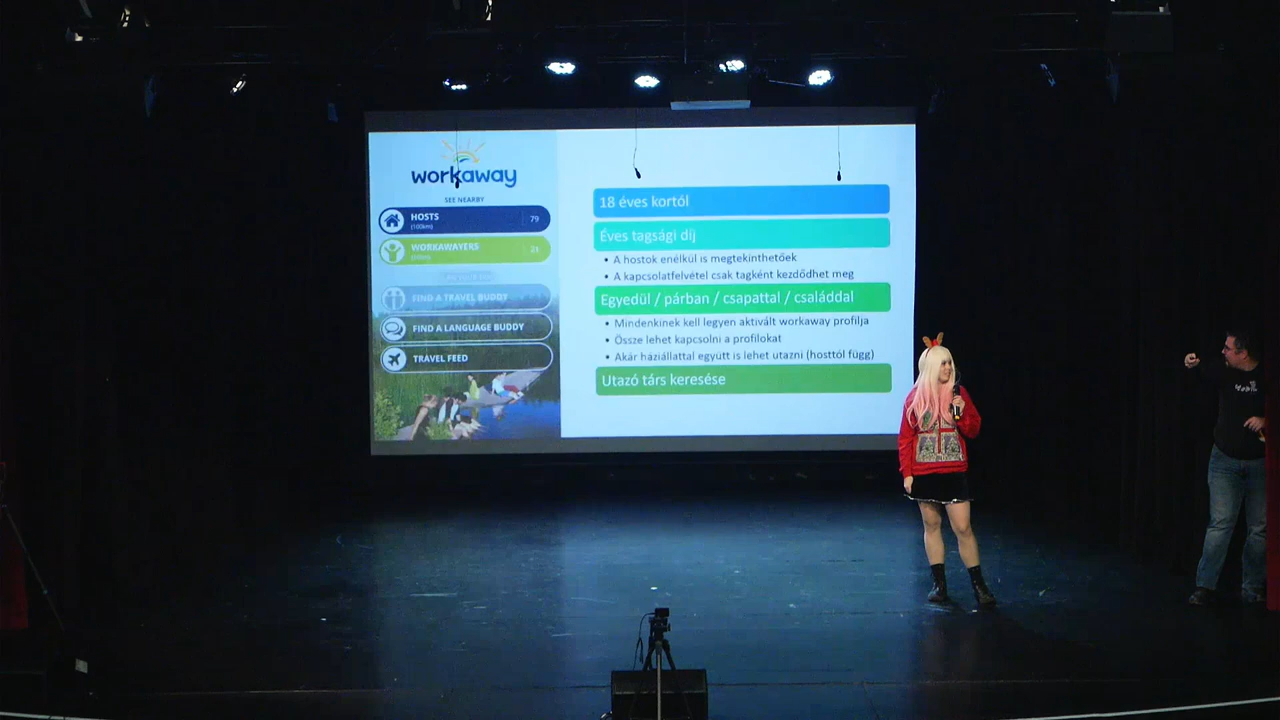 workaway
SEE NEARBY
HOSTS
(100km)
79
WORKAWAYERS
21
FIND A TRAVEL BUDDY
FIND A LANGUAGE BUDDY
TRAVEL FEED
18 éves kortól
Éves tagsági díj
• A hostok enélkül is megtekinthetőek
• A kapcsolatfelvétel csak tagként kezdődhet meg
Egyedül / párban / csapattal / családdal
• Mindenkinek kell legyen aktivált workaway profilja
• Össze lehet kapcsolni a profilokat
• Akár háziállattal együtt is lehet utazni (hosttól függ)
Utazó társ keresése